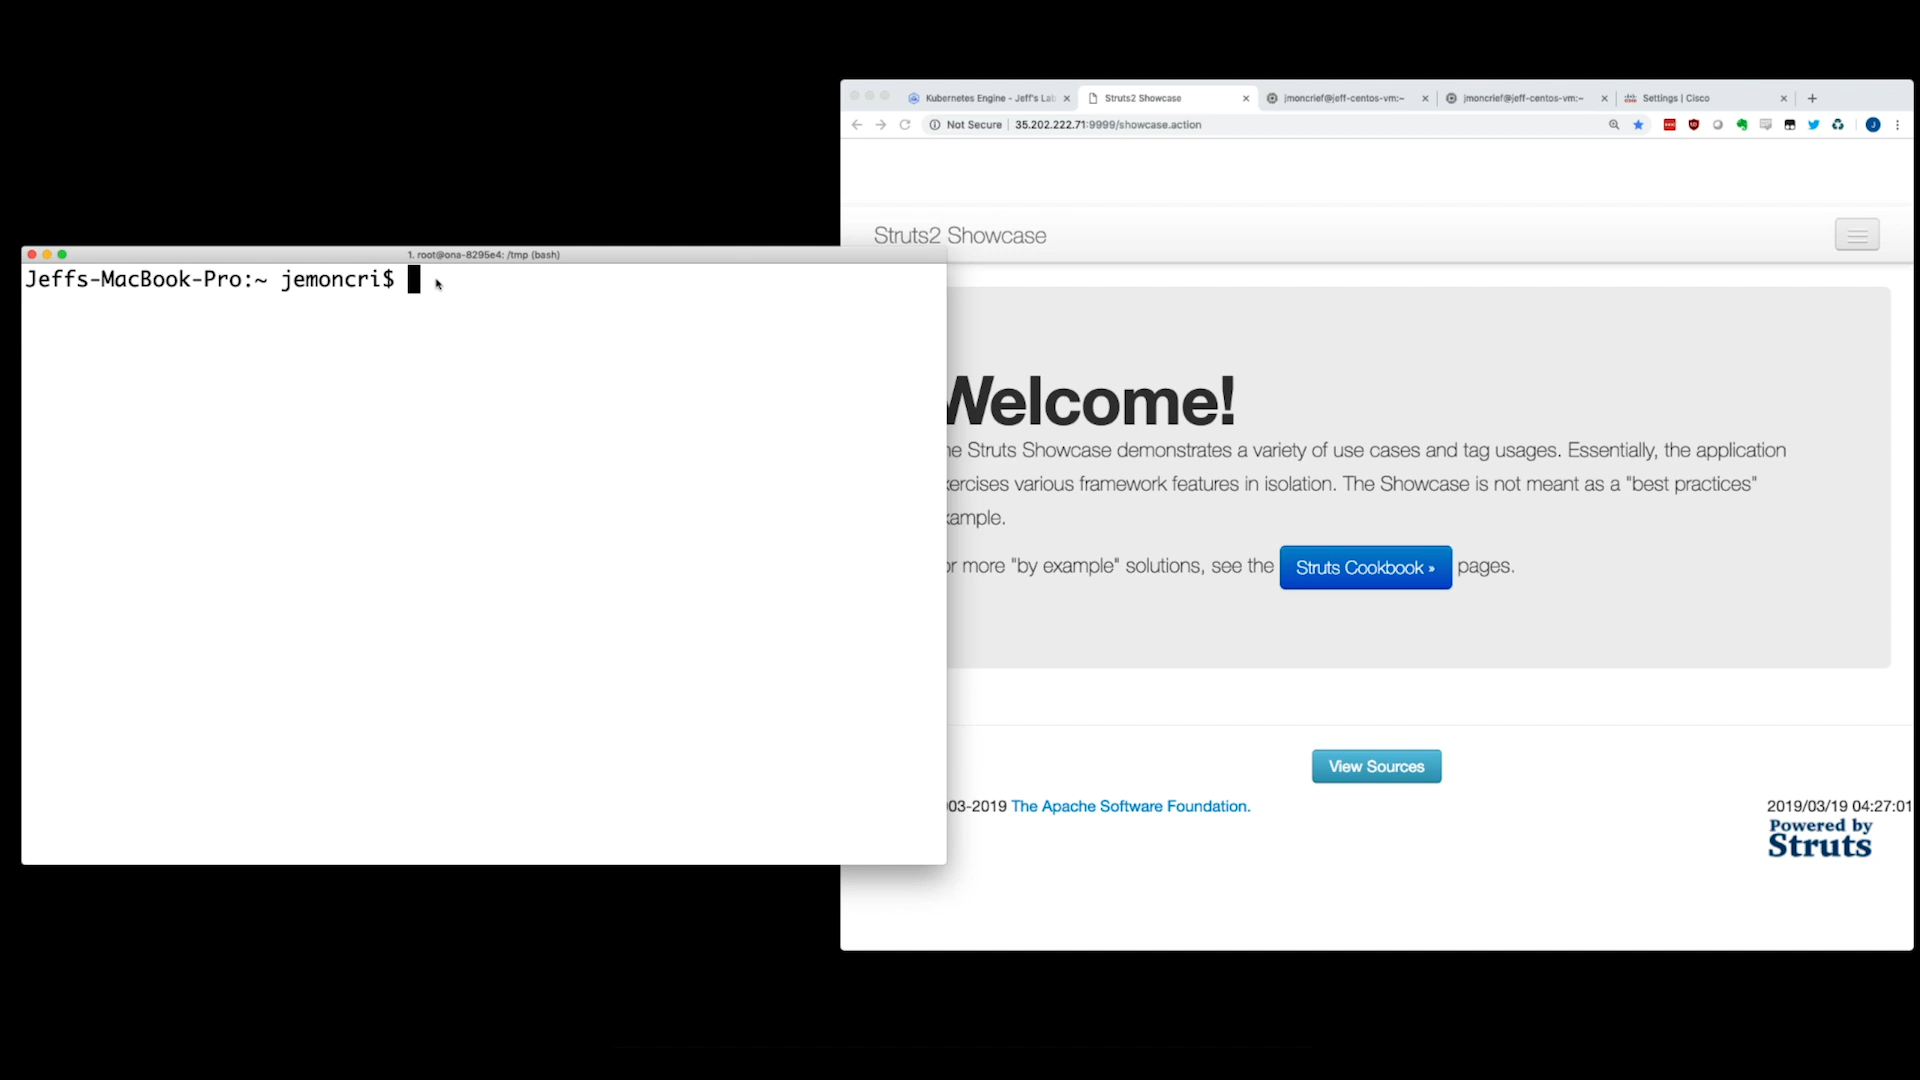 Kubernetes Engine - Jeff's Lab
Struts2 Showcase
jmoncrief@jeff-centos-vm:~
jmoncrief@jeff-centos-vm:~
Settings | Cisco
Not Secure
35.202.222.71:9999/showcase.action
Struts2 Showcase
1. root@ona-8295e4: /tmp (bash)
Jeffs-MacBook-Pro:~ jemoncri$
Welcome!
Struts Showcase demonstrates a variety of use cases and tag usages. Essentially, the application
various framework features in isolation. The Showcase is not meant as a "best practices"
more "by example" solutions, see the Struts Cookbook » pages.
View Sources
03-2019 The Apache Software Foundation.
2019/03/19 04:27:01
Powered by
Struts